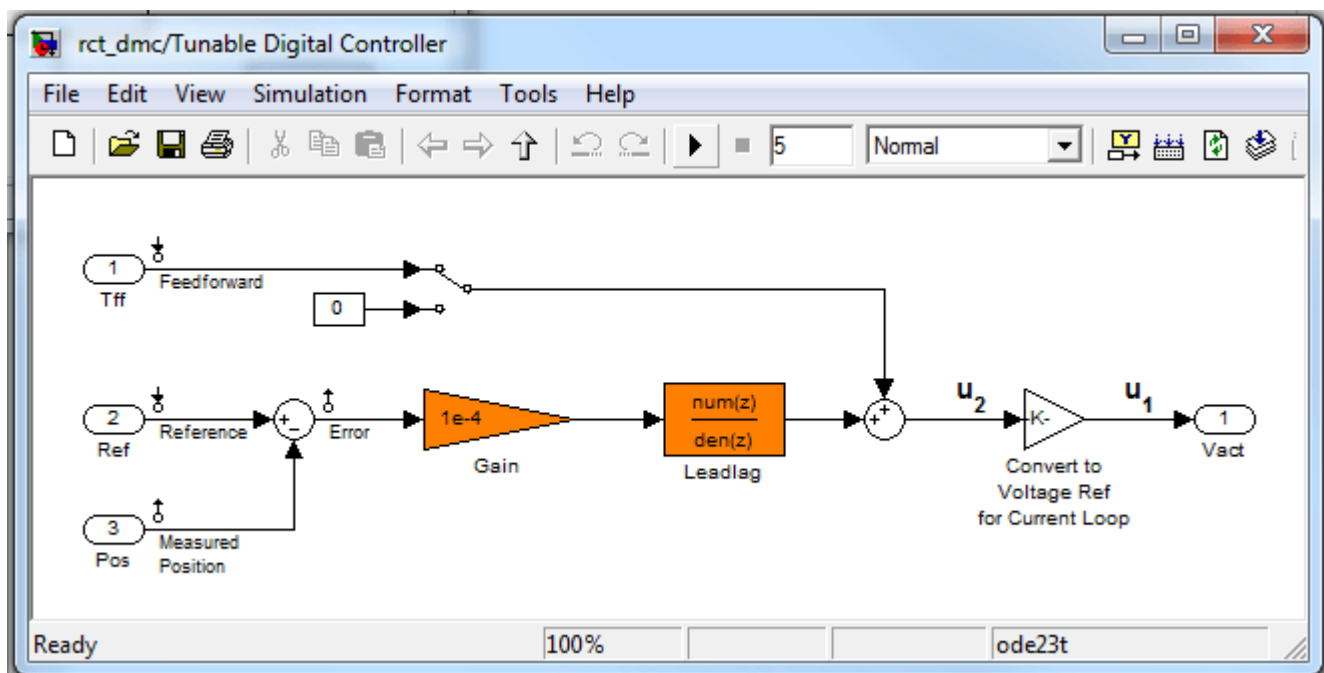 rct_dmc/Tunable Digital Controller
File Edit View Simulation Format Tools Help
5 Normal
1
Tff
Feedforward
0
2
Ref
Reference
+
−
Error
1e-4
Gain
num(z)
den(z)
Leadlag
+
+
u2
-K-
Convert to
Voltage Ref
for Current Loop
u1
1
Vact
3
Pos
Measured
Position
Ready 100% ode23t